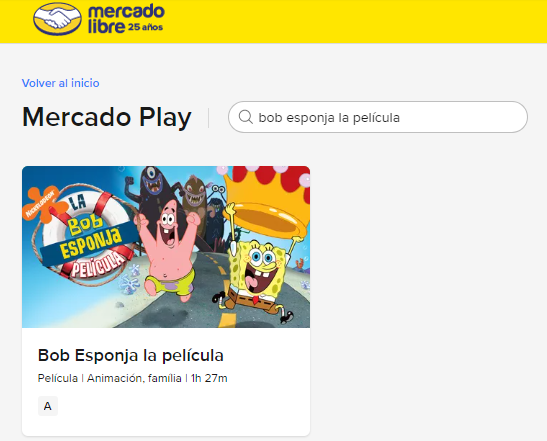 mercado
libre 25 años
Volver al inicio
Mercado Play
bob esponja la película
NICKELODEON
LA
BOB
ESPONJA
PELÍCULA
Bob Esponja la película
Película | Animación, família | 1h 27m
A